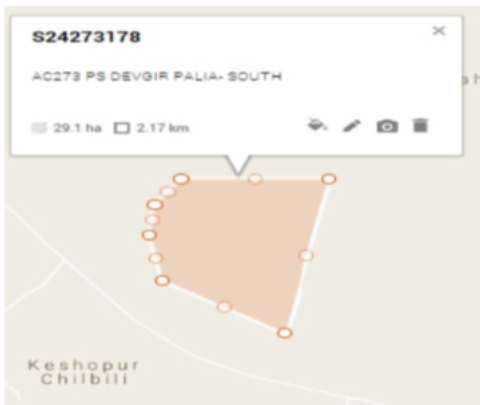 S24273178
AC273 PS DEVGIR PALIA- SOUTH
29.1 ha 2.17 km
Keshopur
Chilbili